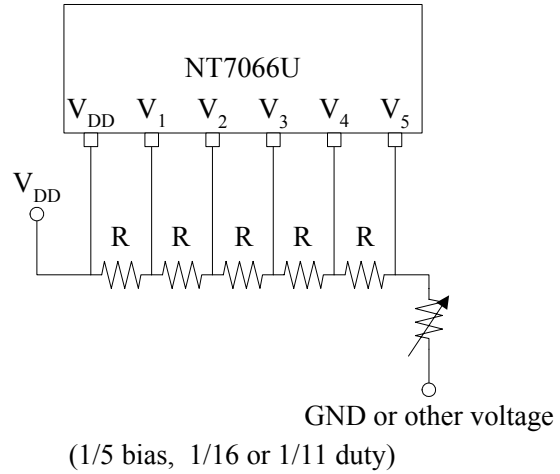 NT7066U
VDD V1 V2 V3 V4 V5
VDD
R R R R R
GND or other voltage
(1/5 bias, 1/16 or 1/11 duty)